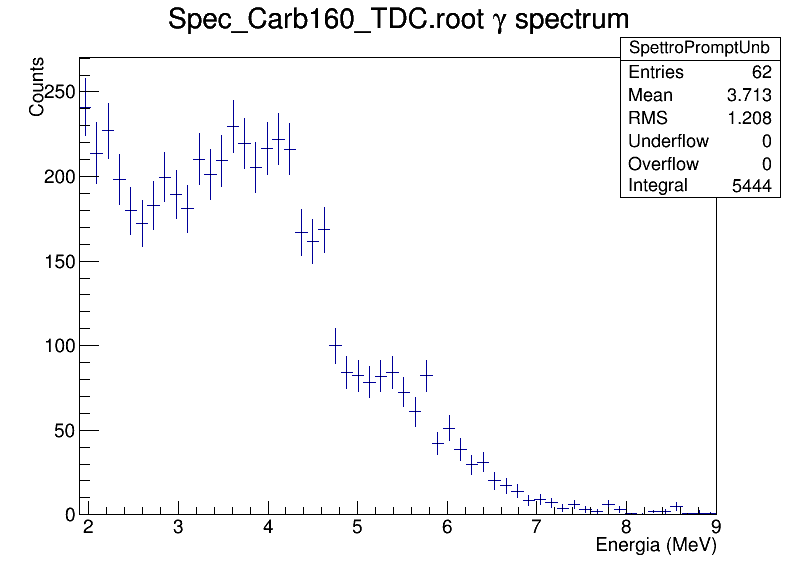 Spec_Carb160_TDC.root γ spectrum
SpettroPromptUnb
Entries 62
Mean 3.713
RMS 1.208
Underflow 0
Overflow 0
Integral 5444
Counts
250
200
150
100
50
0
2 3 4 5 6 7 8 9
Energia (MeV)